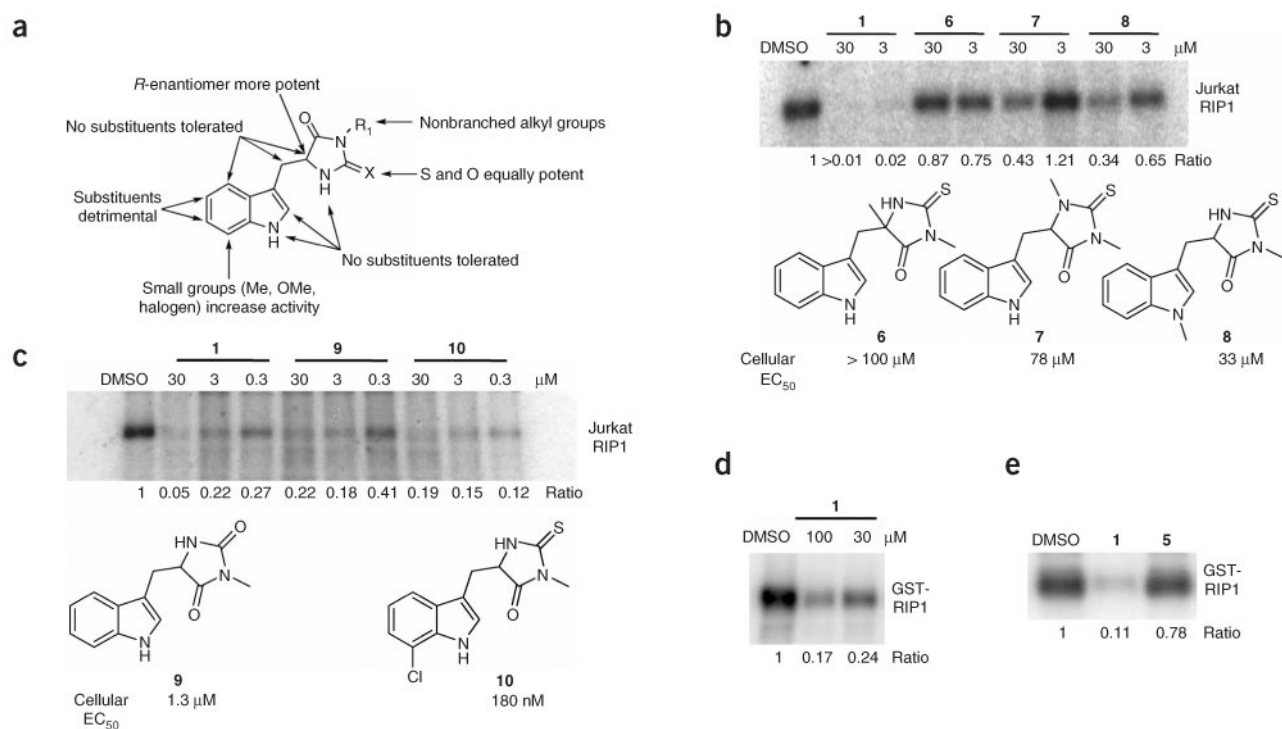 a
R-enantiomer more potent
No substituents tolerated
O
N
R1
Nonbranched alkyl groups
X
S and O equally potent
N
H
Substituents
detrimental
N
H
No substituents tolerated
Small groups (Me, OMe,
halogen) increase activity
b
1 6 7 8
DMSO 30 3 30 3 30 3 30 3 μM
Jurkat
RIP1
1 >0.01 0.02 0.87 0.75 0.43 1.21 0.34 0.65 Ratio
HN S N S HN S
N N N
O O O
N N N
H H
6 7 8
Cellular > 100 μM 78 μM 33 μM
EC50
c
1 9 10
DMSO 30 3 0.3 30 3 0.3 30 3 0.3 μM
Jurkat
RIP1
1 0.05 0.22 0.27 0.22 0.18 0.41 0.19 0.15 0.12 Ratio
HN O HN S
N N
O O
N N
H H
Cl
9 10
Cellular 1.3 μM 180 nM
EC50
d
1
DMSO 100 30 μM
GST-
RIP1
1 0.17 0.24 Ratio
e
DMSO 1 5
GST-
RIP1
1 0.11 0.78 Ratio